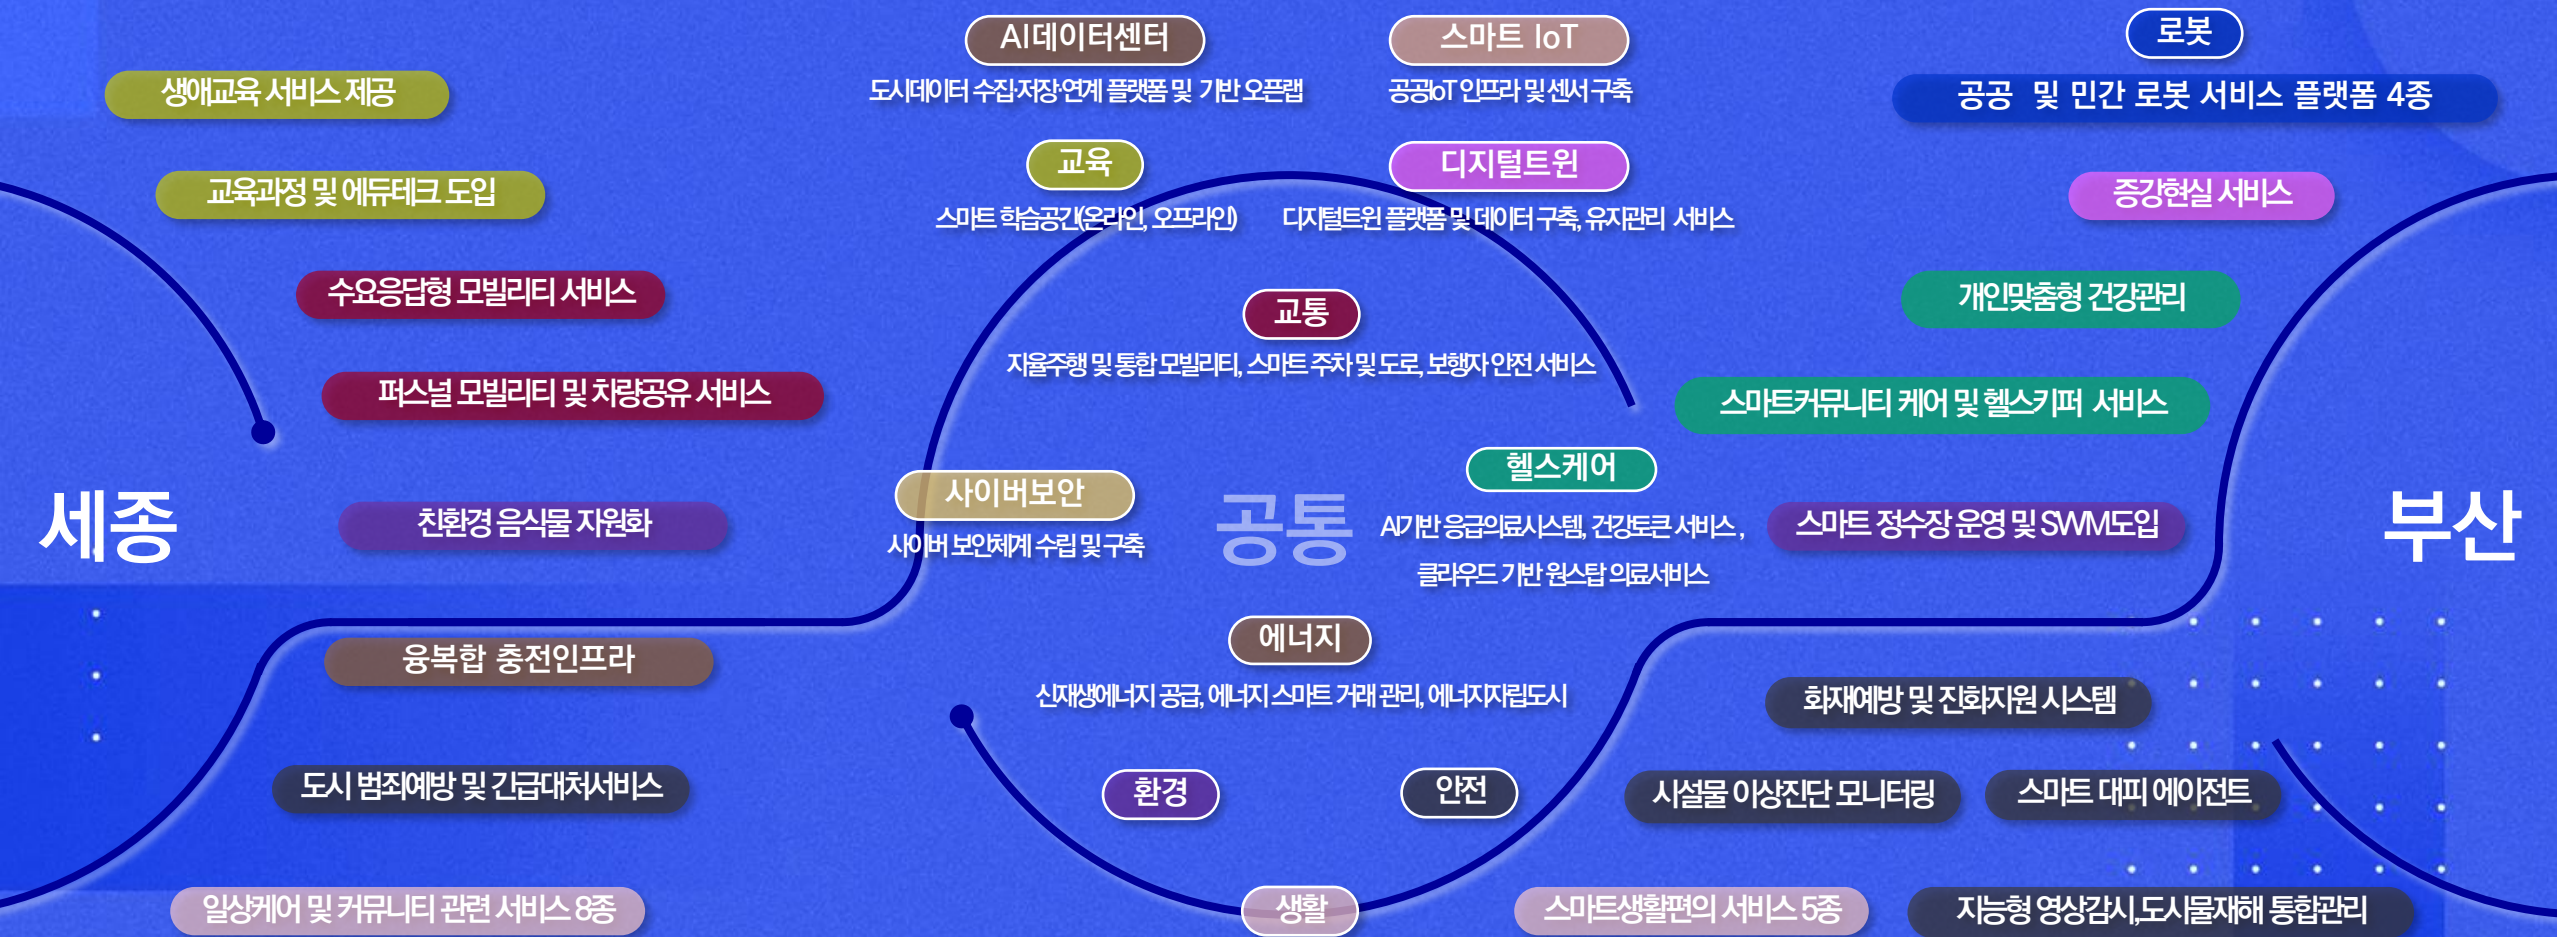 세종
생애교육 서비스 제공
교육과정 및 에듀테크 도입
수요응답형 모빌리티 서비스
퍼스널 모빌리티 및 차량공유 서비스
친환경 음식물 자원화
융복합 충전인프라
도시 범죄예방 및 긴급대처서비스
일상케어 및 커뮤니티 관련 서비스 8종
공통
AI데이터센터
도시데이터 수집·저장·연계 플랫폼 및 기반 오픈랩
스마트 IoT
공공IoT 인프라 및 센서 구축
교육
스마트 학습공간(온라인, 오프라인)
디지털트윈
디지털트윈 플랫폼 및 데이터 구축, 유지관리 서비스
교통
자율주행 및 통합 모빌리티, 스마트 주차 및 도로, 보행자 안전 서비스
사이버보안
사이버 보안체계 수립 및 구축
헬스케어
AI기반 응급의료시스템, 건강토큰 서비스 ,
클라우드 기반 원스탑 의료서비스
에너지
신재생에너지 공급, 에너지 스마트 거래 관리, 에너지자립도시
환경
안전
생활
부산
로봇
공공 및 민간 로봇 서비스 플랫폼 4종
증강현실 서비스
개인맞춤형 건강관리
스마트커뮤니티 케어 및 헬스키퍼 서비스
스마트 정수장 운영 및 SWM도입
화재예방 및 진화지원 시스템
시설물 이상진단 모니터링
스마트 대피 에이전트
스마트생활편의 서비스 5종
지능형 영상감시,도시물재해 통합관리